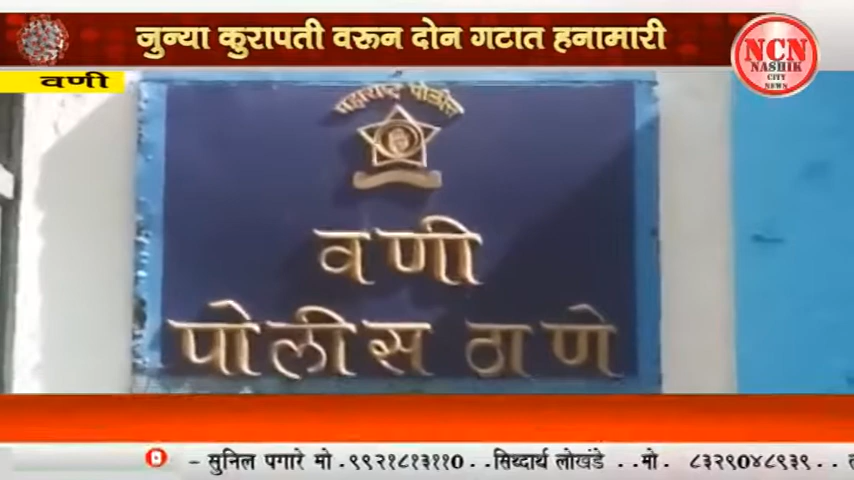 जुन्या कुरापती वरून दोन गटात हनामारी
NCN
NASHIK
CITY
NEWS
वणी
महाराष्ट्र पोलीस
वणी
पोलीस ठाणे
- सुनिल पगारे मो .९९२१८१३११० . ..सिध्दार्थ लोखंडे . ..मो. ८३२९०४८९३९. . .